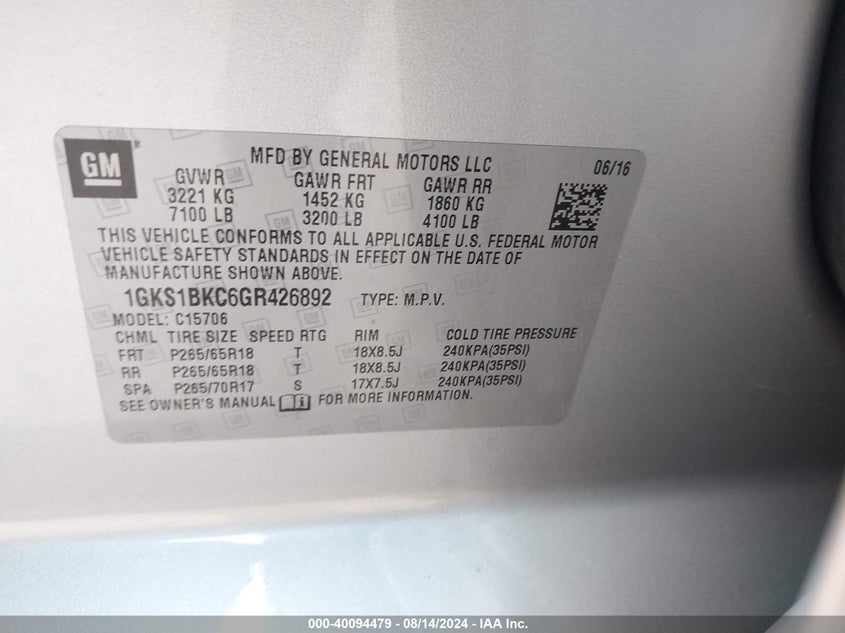 GM
MFD BY GENERAL MOTORS LLC 06/16
GVWR GAWR FRT GAWR RR
3221 KG 1452 KG 1860 KG
7100 LB 3200 LB 4100 LB
THIS VEHICLE CONFORMS TO ALL APPLICABLE U.S. FEDERAL MOTOR
VEHICLE SAFETY STANDARDS IN EFFECT ON THE DATE OF
MANUFACTURE SHOWN ABOVE.
1GKS1BKC6GR426892 TYPE: M.P.V.
MODEL: C15706
CHML TIRE SIZE SPEED RTG RIM COLD TIRE PRESSURE
FRT P265/65R18 T 18X8.5J 240KPA(35PSI)
RR P265/65R18 T 18X8.5J 240KPA(35PSI)
SPA P265/70R17 S 17X7.5J 240KPA(35PSI)
SEE OWNER'S MANUAL FOR MORE INFORMATION.
000-40094479 - 08/14/2024 - IAA Inc.